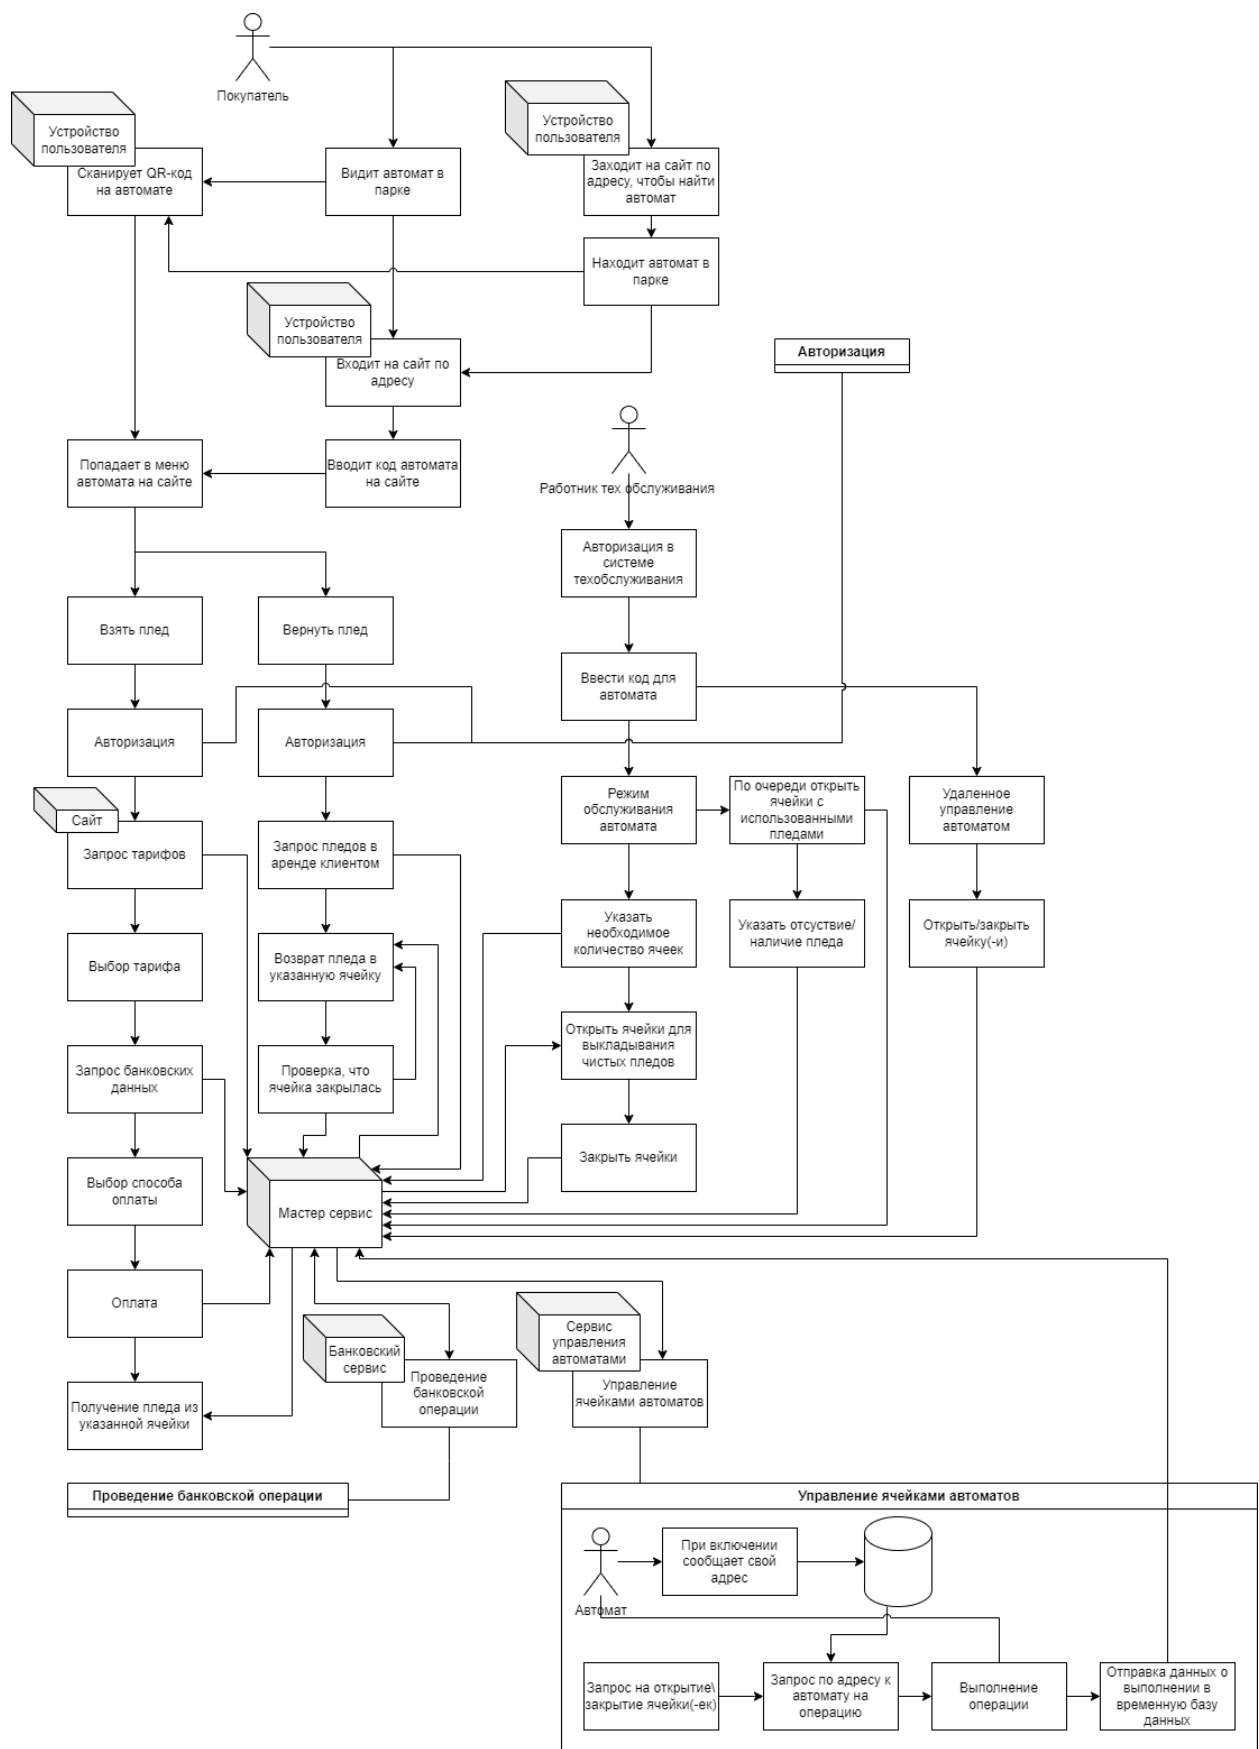 Покупатель
Устройство
пользователя
Сканирует QR-код
на автомате
Видит автомат в
парке
Устройство
пользователя
Заходит на сайт по
адресу, чтобы найти
автомат
Находит автомат в
парке
Устройство
пользователя
Входит на сайт по
адресу
Авторизация
Попадает в меню
автомата на сайте
Вводит код автомата
на сайте
Работник тех обслуживания
Авторизация в
системе
техобслуживания
Взять плед
Вернуть плед
Ввести код для
автомата
Авторизация
Авторизация
Режим
обслуживания
автомата
По очереди открыть
ячейки с
использованными
пледами
Удаленное
управление
автоматом
Сайт
Запрос тарифов
Запрос пледов в
аренде клиентом
Указать
необходимое
количество ячеек
Указать отсуствие/
наличие пледа
Открыть/закрыть
ячейку(-и)
Выбор тарифа
Возврат пледа в
указанную ячейку
Открыть ячейки для
выкладывания
чистых пледов
Запрос банковских
данных
Проверка, что
ячейка закрылась
Закрыть ячейки
Выбор способа
оплаты
Мастер сервис
Оплата
Банковский
сервис
Проведение
банковской
операции
Сервис
управления
автоматами
Управление
ячейками автоматов
Получение пледа из
указанной ячейки
Проведение банковской операции
Управление ячейками автоматов
Автомат
При включении
сообщает свой
адрес
Запрос на открытие\
закрытие ячейки(-ек)
Запрос по адресу к
автомату на
операцию
Выполнение
операции
Отправка данных о
выполнении в
временную базу
данных